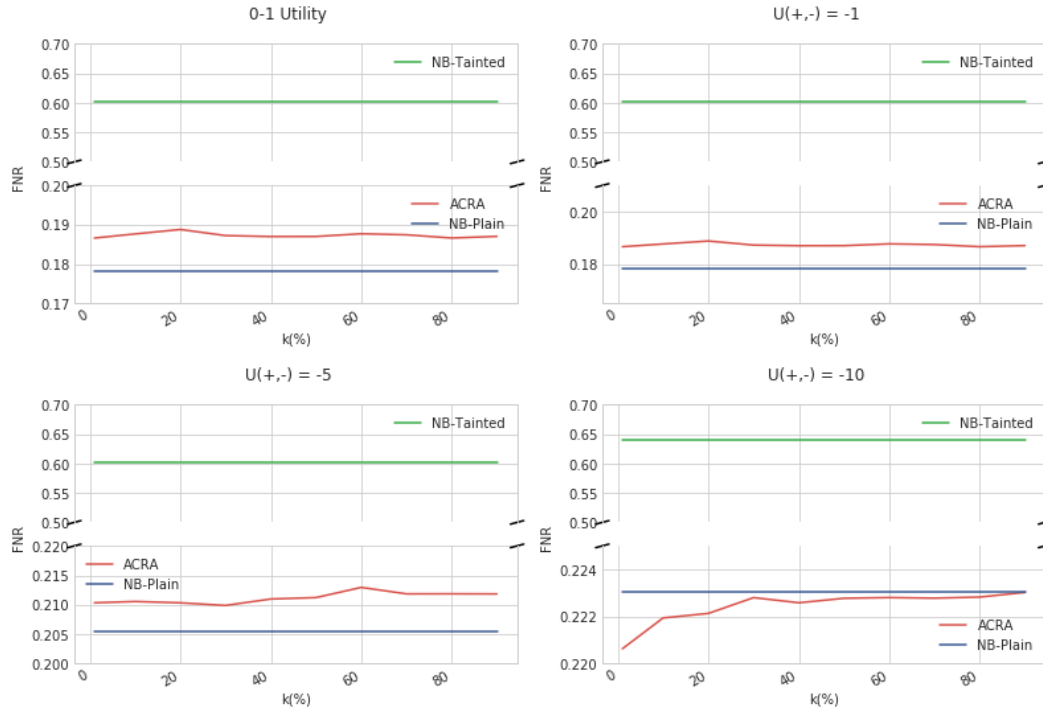 0-1 Utility
0.70
0.65
0.60
0.55
0.50
NB-Tainted
FNR
0.20
0.19
0.18
0.17
ACRA
NB-Plain
0
20
40
60
80
k(%)
U(+,-) = -1
0.70
0.65
0.60
0.55
0.50
NB-Tainted
FNR
0.20
0.18
ACRA
NB-Plain
0
20
40
60
80
k(%)
U(+,-) = -5
0.70
0.65
0.60
0.55
0.50
NB-Tainted
FNR
0.220
0.215
0.210
0.205
0.200
ACRA
NB-Plain
0
20
40
60
80
k(%)
U(+,-) = -10
0.70
0.65
0.60
0.55
0.50
NB-Tainted
FNR
0.224
0.222
0.220
ACRA
NB-Plain
0
20
40
60
80
k(%)